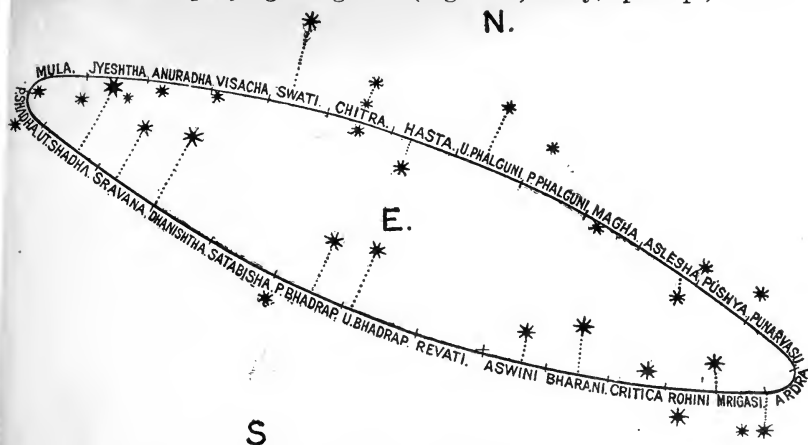 N.
MULA. JYESHTHA, ANURADHA, VISACHA, SWATI. CHITRA. HASTA. U.PHALGUNI, P.PHALGUNI, MAGHA, ASLESHA, PUSHYA, PUNARVASU.
ARDRA.
E.
P.SHADHA. UT.SHADHA. SRAVANA, DHANISHTHA, SATABISHA, P.BHADRAP. U.BHADRAP. REVATI. ASWINI BHARANI. CRITICA ROHINI MRIGASI.
S